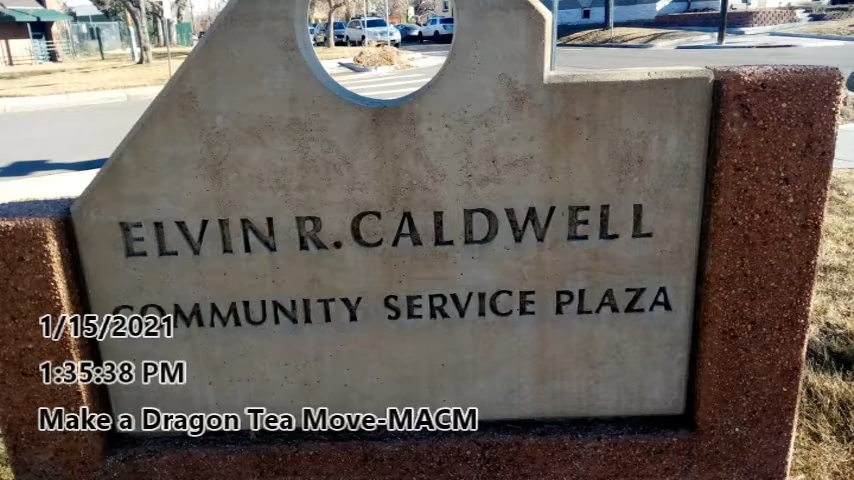 ELVIN R. CALDWELL
COMMUNITY SERVICE PLAZA
1/15/2021
1:35:38 PM
Make a Dragon Tea Move-MACM